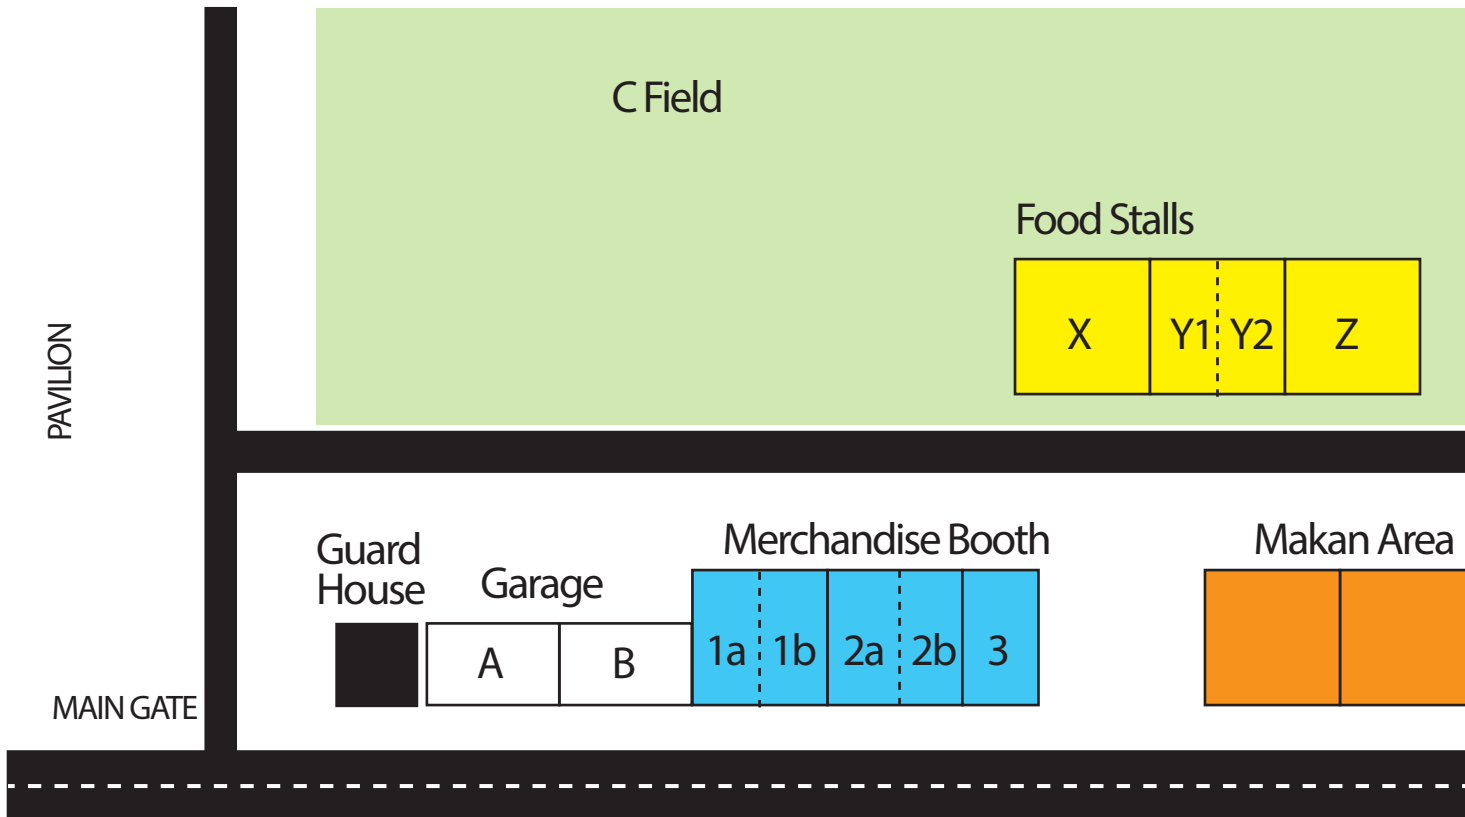 C Field
Food Stalls
X
Y1
Y2
Z
PAVILION
Guard
House
Garage
Merchandise Booth
Makan Area
A
B
1a
1b
2a
2b
3
MAIN GATE